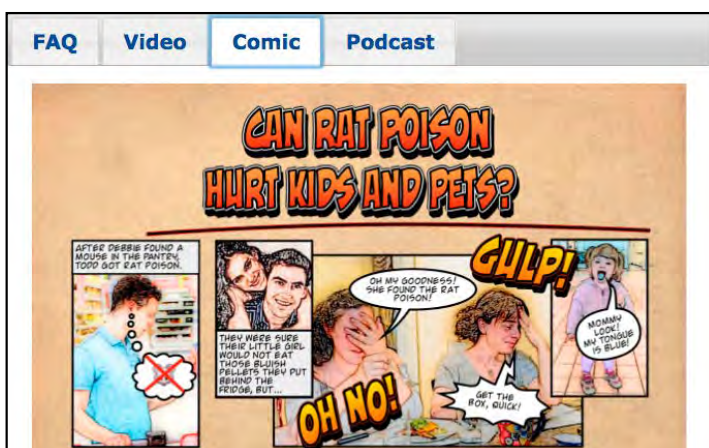 FAQ Video Comic Podcast
CAN RAT POISON
HURT KIDS AND PETS?
AFTER DEBBIE FOUND A
MOUSE IN THE PANTRY,
TODD GOT RAT POISON.
THEY WERE SURE
THEIR LITTLE GIRL
WOULD NOT EAT
THOSE BLUISH
PELLETS THEY PUT
BEHIND THE
FRIDGE, BUT...
OH MY GOODNESS!
SHE FOUND THE RAT
POISON!
OH NO!
GET THE
BOX, QUICK!
GULP!
MOMMY
LOOK!
MY TONGUE
IS BLUE!